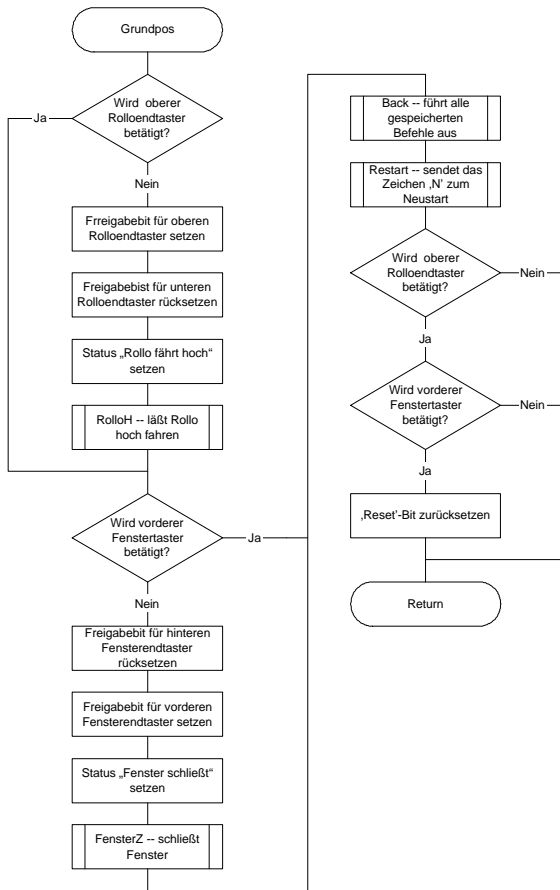 Grundpos
Wird oberer
Rolloendtaster
betätigt?
Ja
Nein
Frreigabebit für oberen
Rolloendtaster setzen
Freigabebist für unteren
Rolloendtaster rücksetzen
Status „Rollo fährt hoch“
setzen
RolloH -- läßt Rollo
hoch fahren
Wird vorderer
Fenstertaster
betätigt?
Ja
Nein
Freigabebit für hinteren
Fensterendtaster
rücksetzen
Freigabebit für vorderen
Fensterendtaster setzen
Status „Fenster schließt“
setzen
FensterZ -- schließt
Fenster
Back -- führt alle
gespeicherten
Befehle aus
Restart -- sendet das
Zeichen ‚N’ zum
Neustart
Wird oberer
Rolloendtaster
betätigt?
Nein
Ja
Wird vorderer
Fenstertaster
betätigt?
Nein
Ja
‚Reset’-Bit zurücksetzen
Return